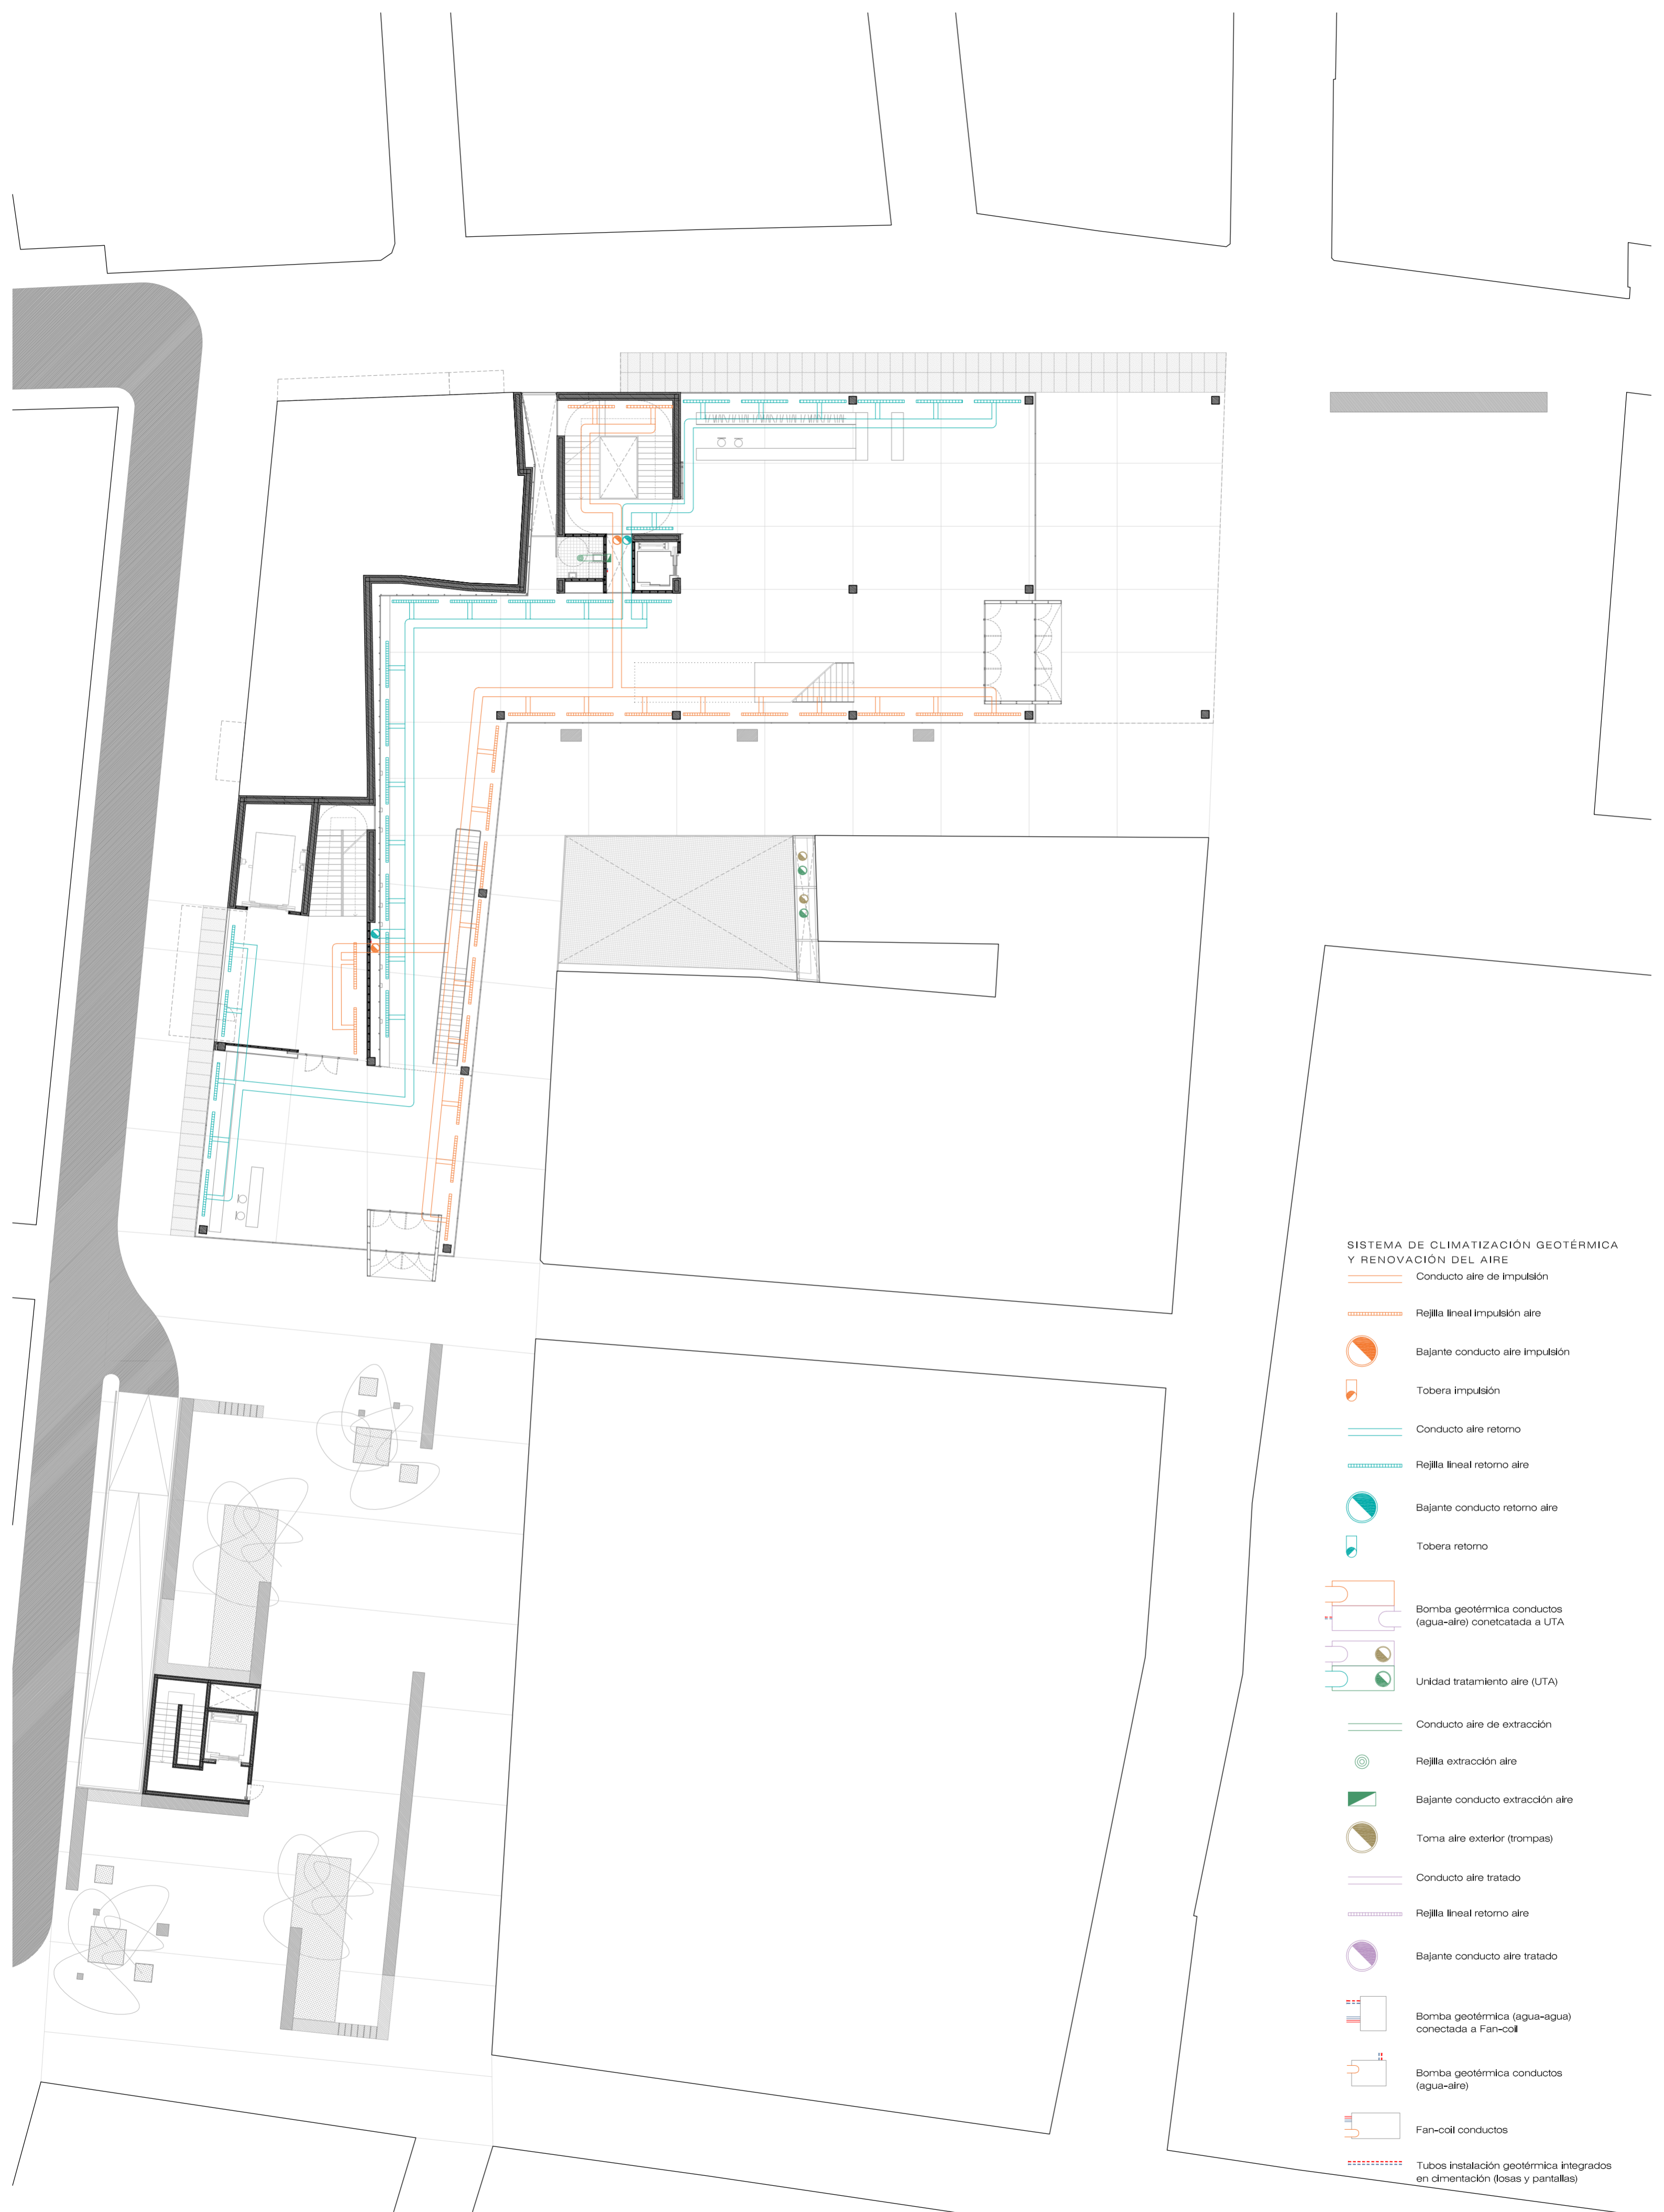 SISTEMA DE CLIMATIZACIÓN GEOTÉRMICA
Y RENOVACIÓN DEL AIRE
Conducto aire de impulsión
Rejilla lineal impulsión aire
Bajante conducto aire impulsión
Tobera impulsión
Conducto aire retorno
Rejilla lineal retorno aire
Bajante conducto retorno aire
Tobera retorno
Bomba geotérmica conductos
(agua-aire) conetcatada a UTA
Unidad tratamiento aire (UTA)
Conducto aire de extracción
Rejilla extracción aire
Bajante conducto extracción aire
Toma aire exterior (trompas)
Conducto aire tratado
Rejilla lineal retorno aire
Bajante conducto aire tratado
Bomba geotérmica (agua-agua)
conectada a Fan-coil
Bomba geotérmica conductos
(agua-aire)
Fan-coil conductos
Tubos instalación geotérmica integrados
en cimentación (losas y pantallas)